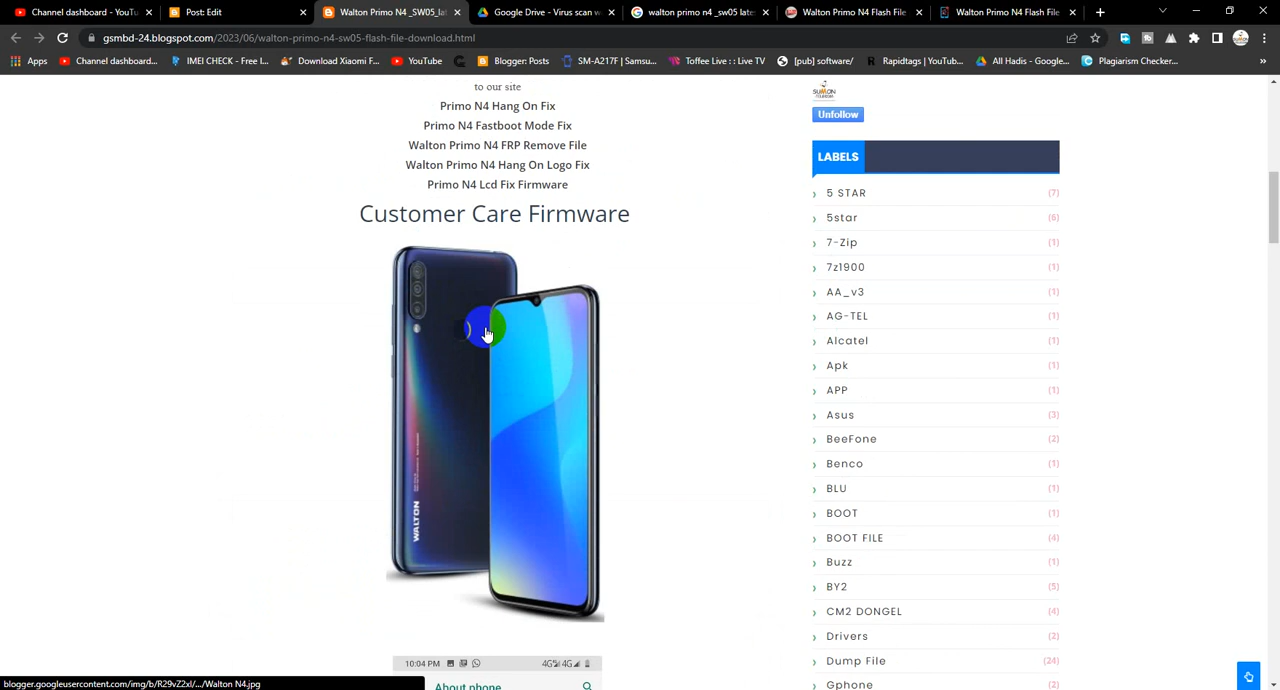 Channel dashboard - YouTu
Post: Edit
Walton Primo N4 _SW05_lat
Google Drive - Virus scan w
walton primo n4 _sw05 late
Walton Primo N4 Flash File
Walton Primo N4 Flash File
gsmbd-24.blogspot.com/2023/06/walton-primo-n4-sw05-flash-file-download.html
Apps
Channel dashboard...
IMEI CHECK - Free I...
Download Xiaomi F...
YouTube
Blogger: Posts
SM-A217F | Samsu...
Toffee Live : : Live TV
[pub] software/
Rapidtags | YouTub...
All Hadis - Google...
Plagiarism Checker...
»
to our site
Primo N4 Hang On Fix
Primo N4 Fastboot Mode Fix
Walton Primo N4 FRP Remove File
Walton Primo N4 Hang On Logo Fix
Primo N4 Lcd Fix Firmware
Customer Care Firmware
WALTON
10:04 PM
4G 4G
About phone
Unfollow
LABELS
5 STAR (7)
5star (6)
7-Zip (1)
7z1900 (1)
AA_v3 (1)
AG-TEL (1)
Alcatel (1)
Apk (1)
APP (1)
Asus (3)
BeeFone (2)
Benco (1)
BLU (1)
BOOT (1)
BOOT FILE (4)
Buzz (1)
BY2 (5)
CM2 DONGEL (4)
Drivers (2)
Dump File (24)
Gphone (2)
blogger.googleusercontent.com/img/b/R29vZ2xl/.../Walton N4.jpg